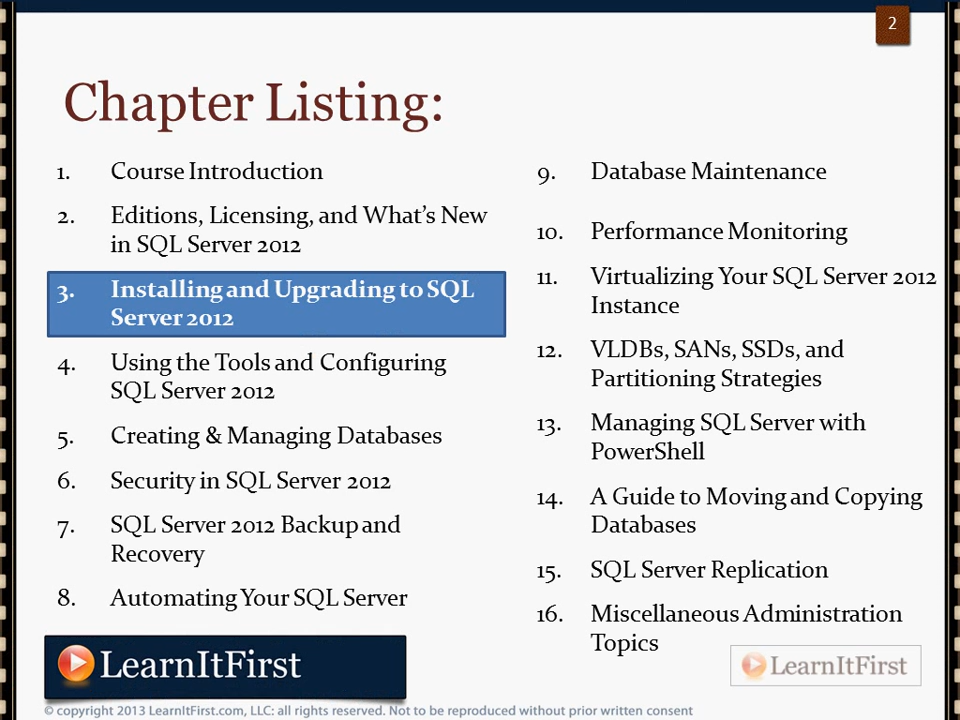 2
Chapter Listing:
1. Course Introduction
2. Editions, Licensing, and What's New
in SQL Server 2012
3. Installing and Upgrading to SQL
Server 2012
4. Using the Tools and Configuring
SQL Server 2012
5. Creating & Managing Databases
6. Security in SQL Server 2012
7. SQL Server 2012 Backup and
Recovery
8. Automating Your SQL Server
9. Database Maintenance
10. Performance Monitoring
11. Virtualizing Your SQL Server 2012
Instance
12. VLDBs, SANs, SSDs, and
Partitioning Strategies
13. Managing SQL Server with
PowerShell
14. A Guide to Moving and Copying
Databases
15. SQL Server Replication
16. Miscellaneous Administration
Topics
LearnItFirst
LearnItFirst
© copyright 2013 LearnItFirst.com, LLC: all rights reserved. Not to be reproduced without prior written consent